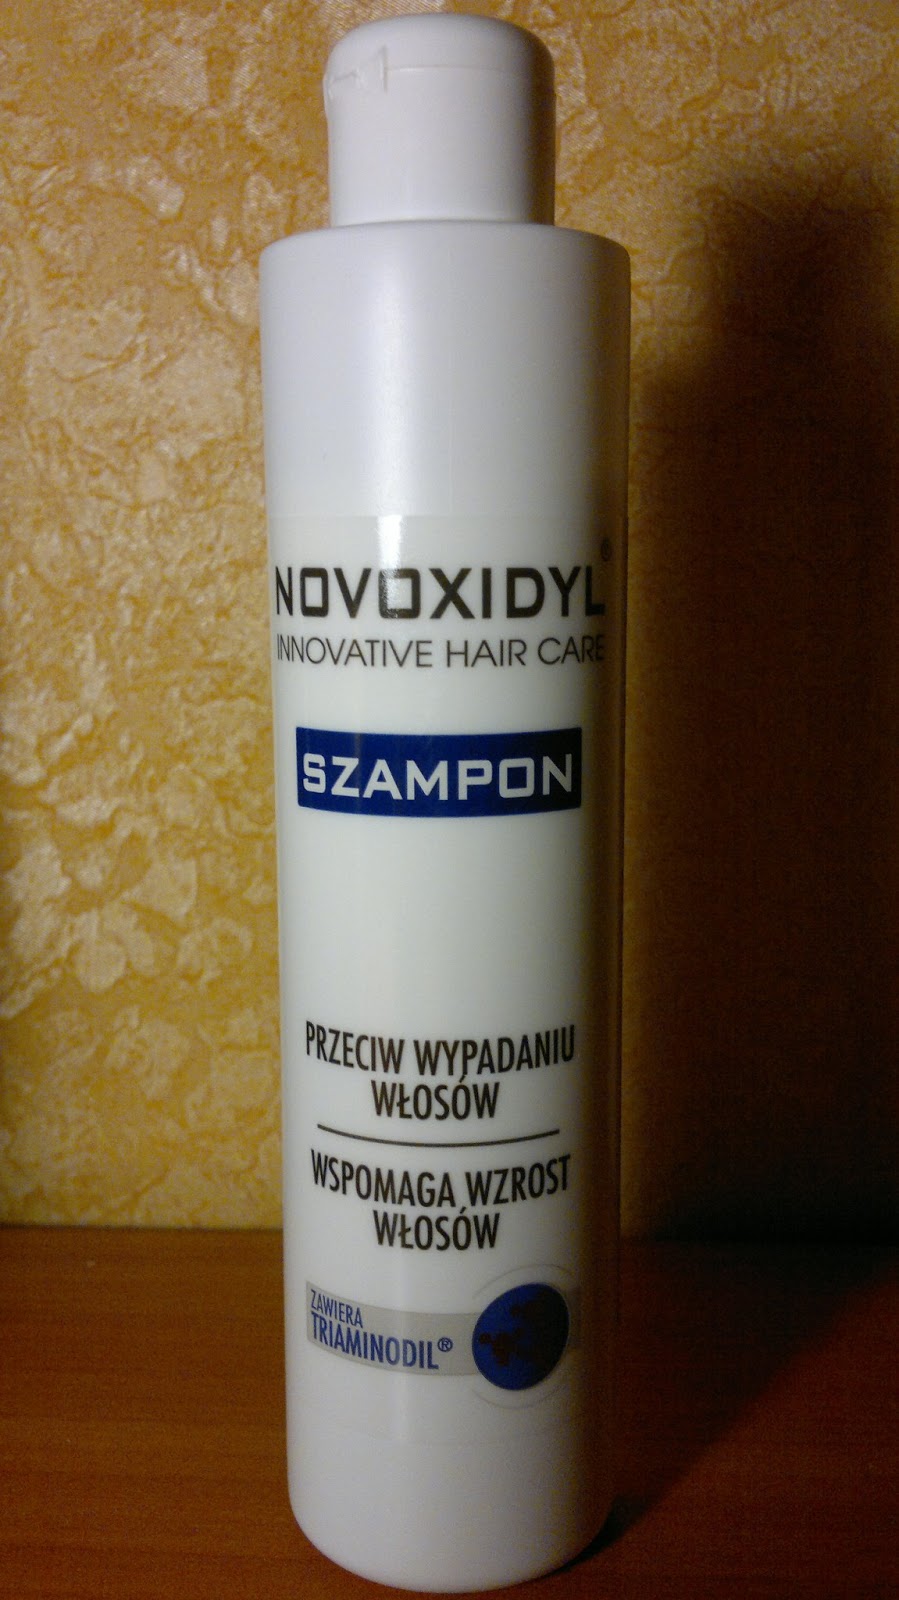 NOVOXIDYL®
INNOVATIVE HAIR CARE
SZAMPON
PRZECIW WYPADANIU
WŁOSÓW
WSPOMAGA WZROST
WŁOSÓW
ZAWIERA
TRIAMINODIL®